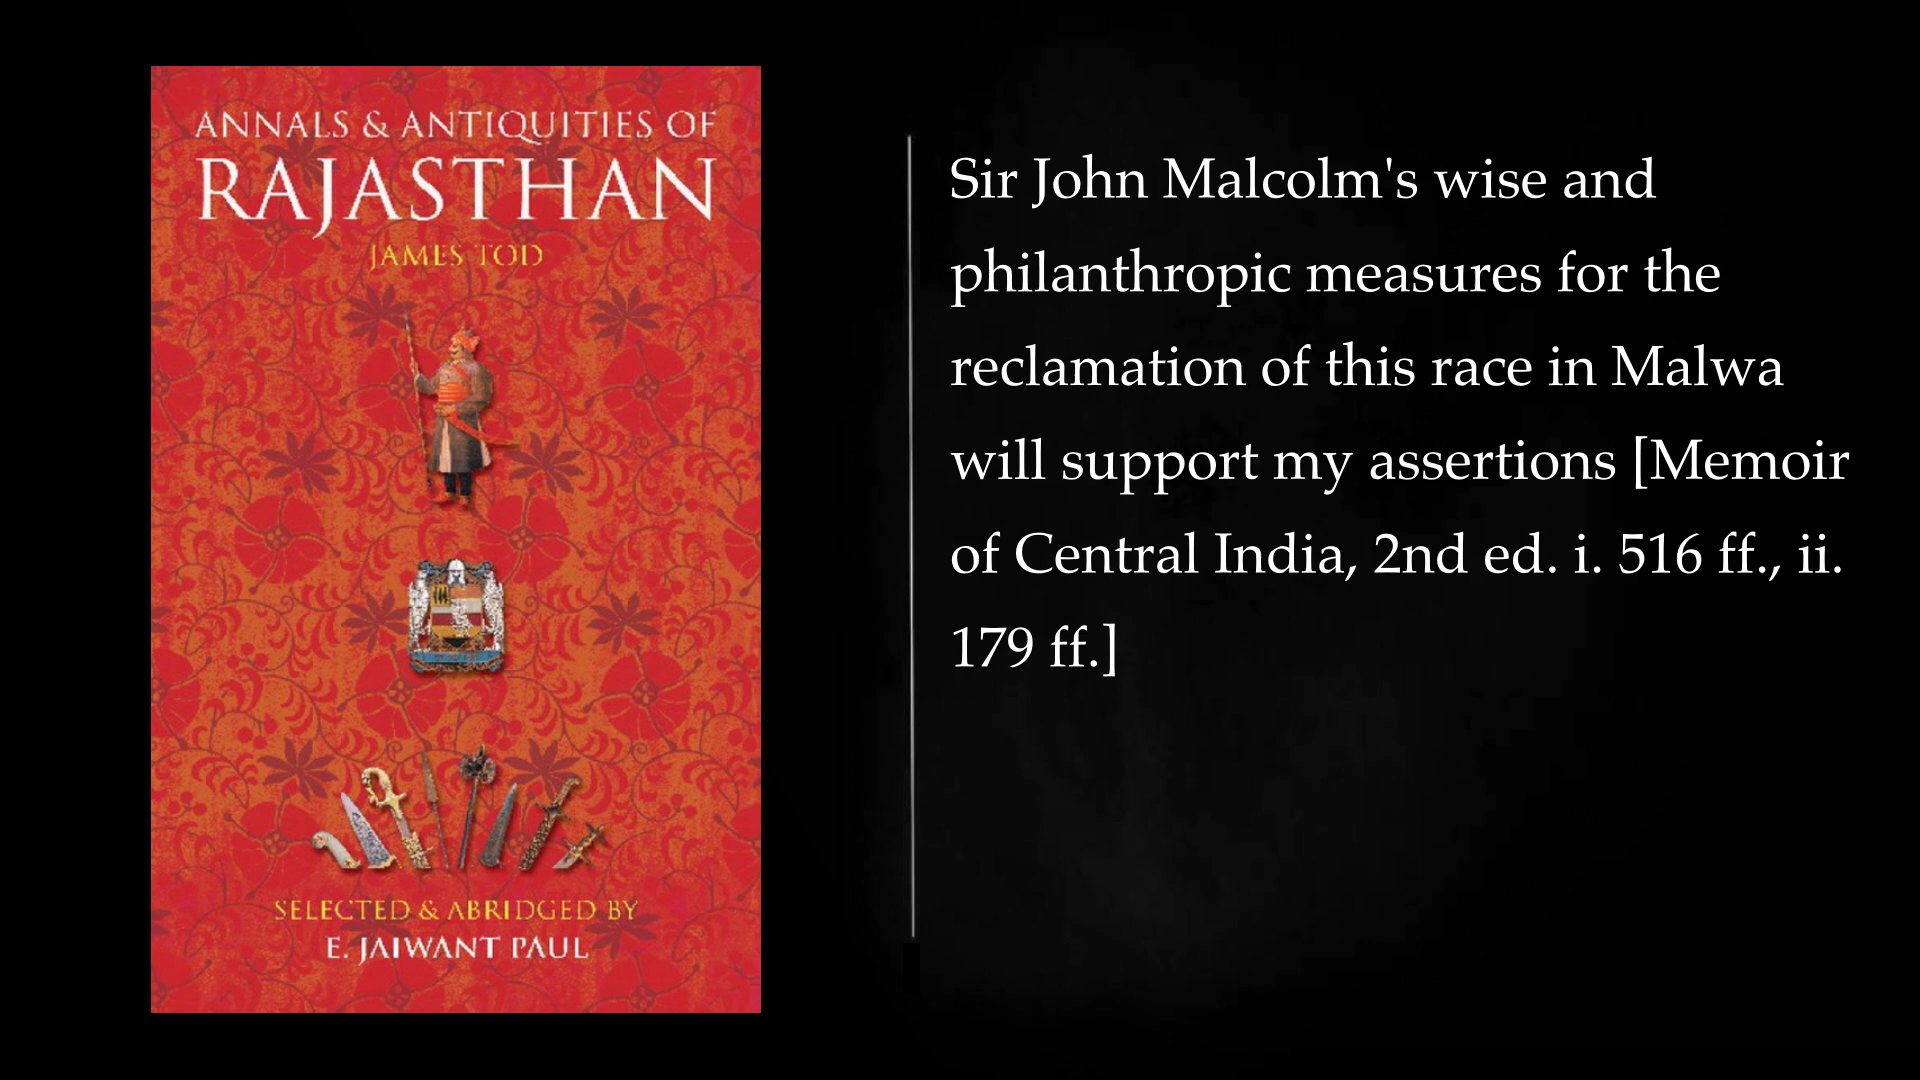 ANNALS & ANTIQUITIES OF
RAJASTHAN
JAMES TOD
SELECTED & ABRIDGED BY
E. JAIWANT PAUL
Sir John Malcolm's wise and
philanthropic measures for the
reclamation of this race in Malwa
will support my assertions [Memoir
of Central India, 2nd ed. i. 516 ff., ii.
179 ff.]